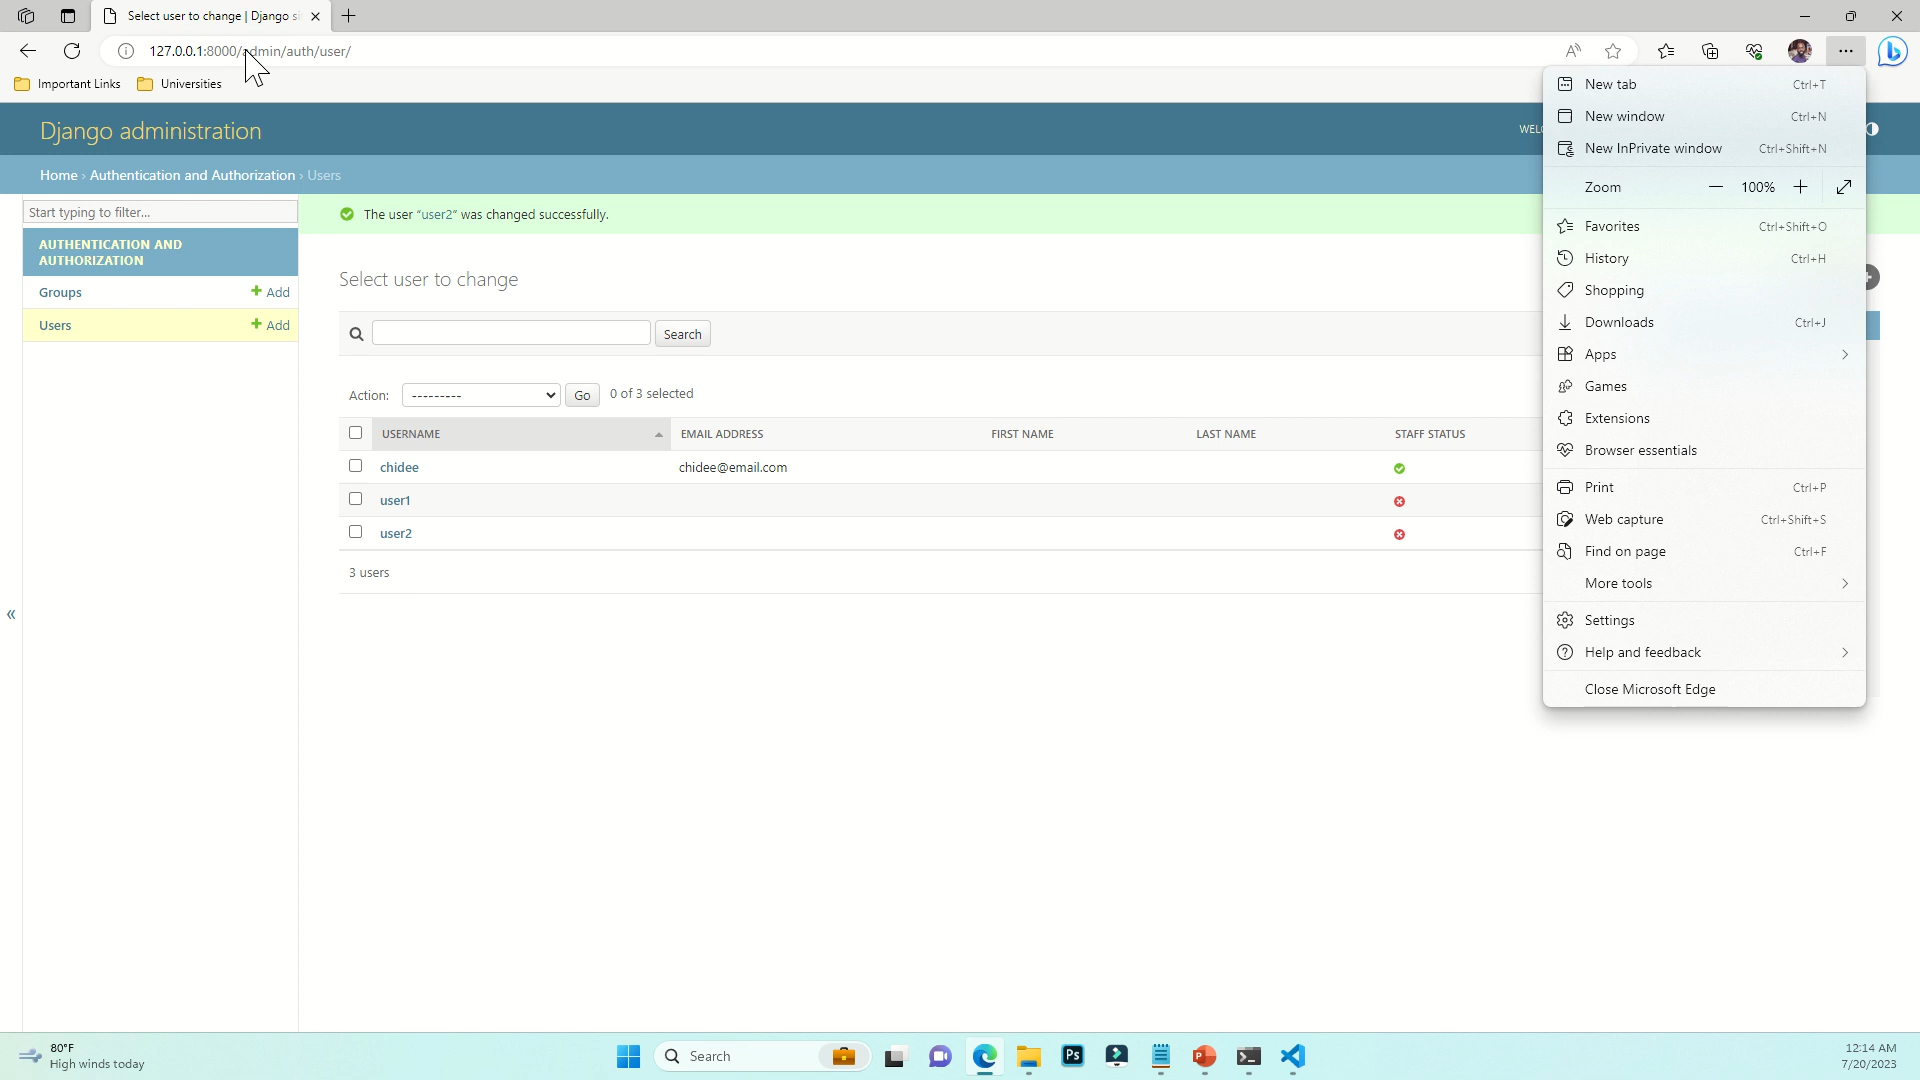 Select user to change | Django si
127.0.0.1:8000/admin/auth/user/
Important Links
Universities
Django administration
WELC
Home › Authentication and Authorization › Users
Start typing to filter...
AUTHENTICATION AND
AUTHORIZATION
Groups
+ Add
Users
+ Add
The user “user2” was changed successfully.
Select user to change
Search
Action:
---------
Go
0 of 3 selected
USERNAME
EMAIL ADDRESS
FIRST NAME
LAST NAME
STAFF STATUS
chidee
chidee@email.com
user1
user2
3 users
«
New tab
Ctrl+T
New window
Ctrl+N
New InPrivate window
Ctrl+Shift+N
Zoom
100%
Favorites
Ctrl+Shift+O
History
Ctrl+H
Shopping
Downloads
Ctrl+J
Apps
Games
Extensions
Browser essentials
Print
Ctrl+P
Web capture
Ctrl+Shift+S
Find on page
Ctrl+F
More tools
Settings
Help and feedback
Close Microsoft Edge
80°F
High winds today
Search
Ps
12:14 AM
7/20/2023